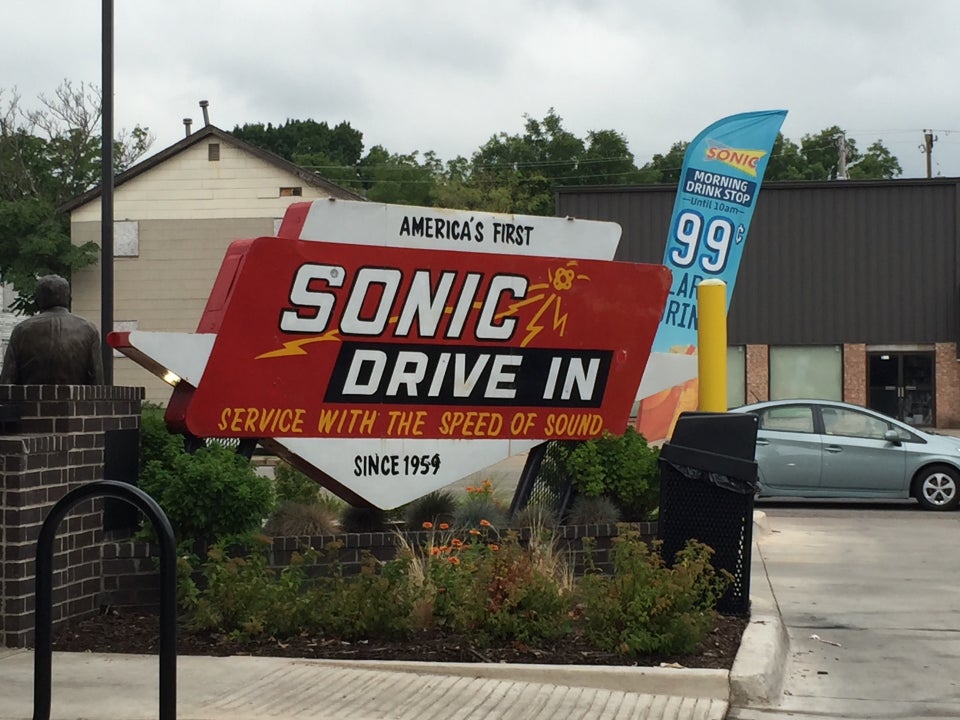 AMERICA'S FIRST
SONIC
DRIVE IN
SERVICE WITH THE SPEED OF SOUND
SINCE 1959
SONIC
MORNING
DRINK STOP
Until 10am
99¢